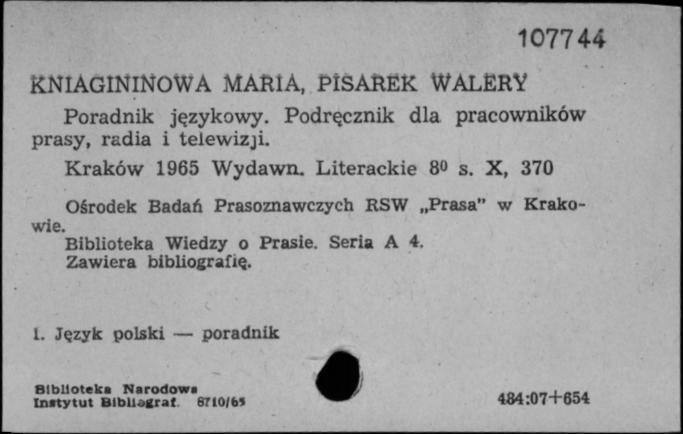 107744
KNIAGININOWA MARIA, PISAREK WALERY
Poradnik językowy. Podręcznik dla pracowników
prasy, radia i telewizji.
Kraków 1965 Wydawn. Literackie 8⁰ s. X, 370
Ośrodek Badań Prasoznawczych RSW „Prasa” w Krako-
wie.
Biblioteka Wiedzy o Prasie. Seria A 4.
Zawiera bibliografię.
1. Język polski — poradnik
Biblioteka Narodowa
Instytut Bibliograf. 8710/65
484:07+654